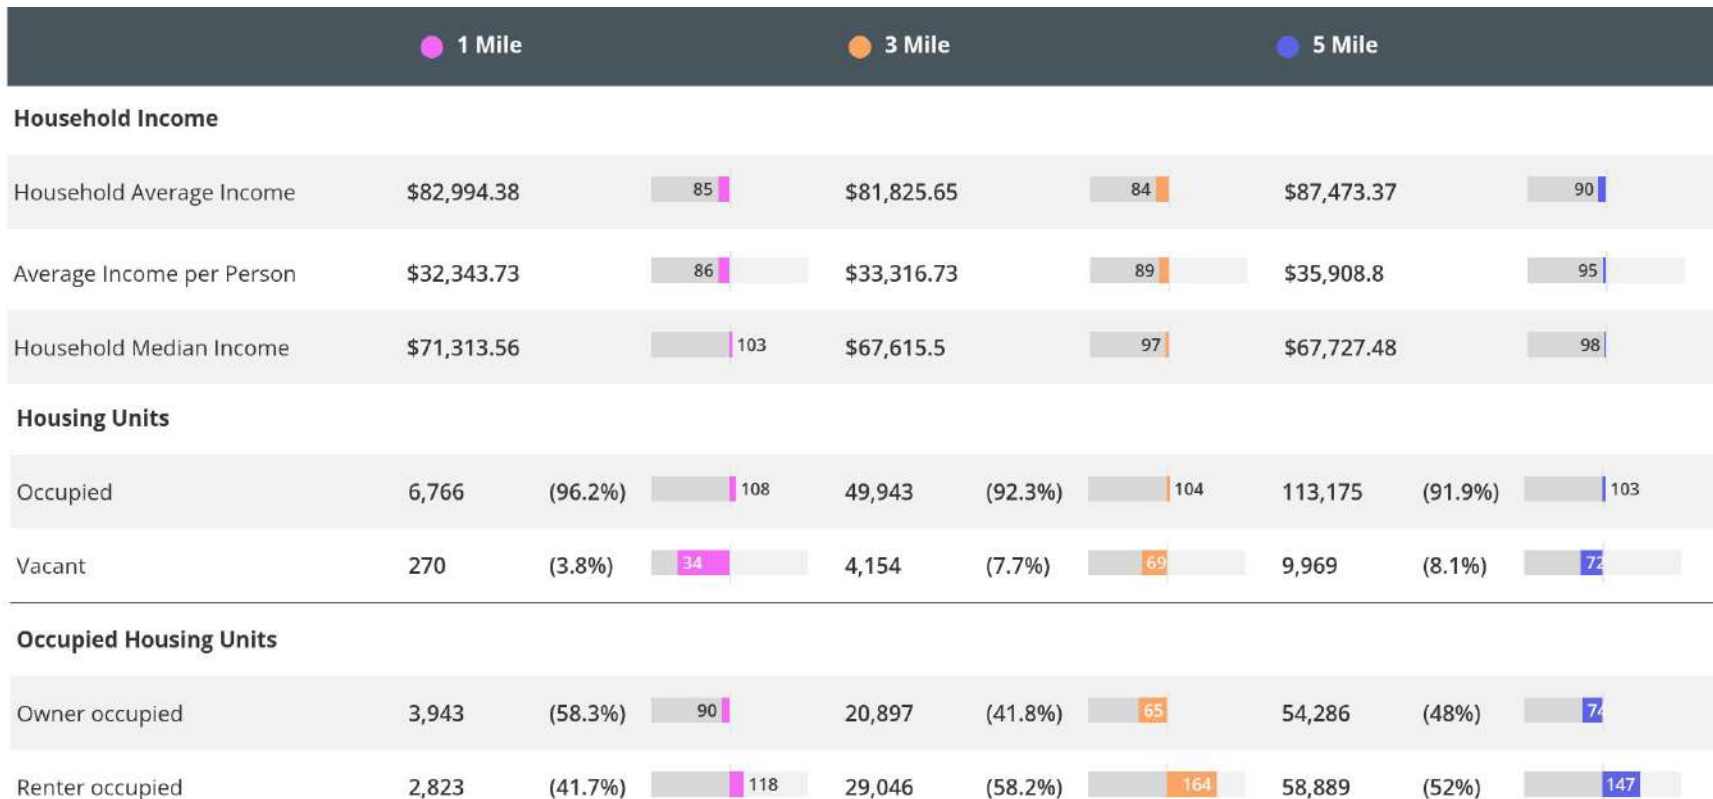 1 Mile 3 Mile 5 Mile
Household Income
Household Average Income $82,994.38 85 $81,825.65 84 $87,473.37 90
Average Income per Person $32,343.73 86 $33,316.73 89 $35,908.8 95
Household Median Income $71,313.56 103 $67,615.5 97 $67,727.48 98
Housing Units
Occupied 6,766 (96.2%) 108 49,943 (92.3%) 104 113,175 (91.9%) 103
Vacant 270 (3.8%) 34 4,154 (7.7%) 69 9,969 (8.1%) 72
Occupied Housing Units
Owner occupied 3,943 (58.3%) 90 20,897 (41.8%) 65 54,286 (48%) 74
Renter occupied 2,823 (41.7%) 118 29,046 (58.2%) 164 58,889 (52%) 147